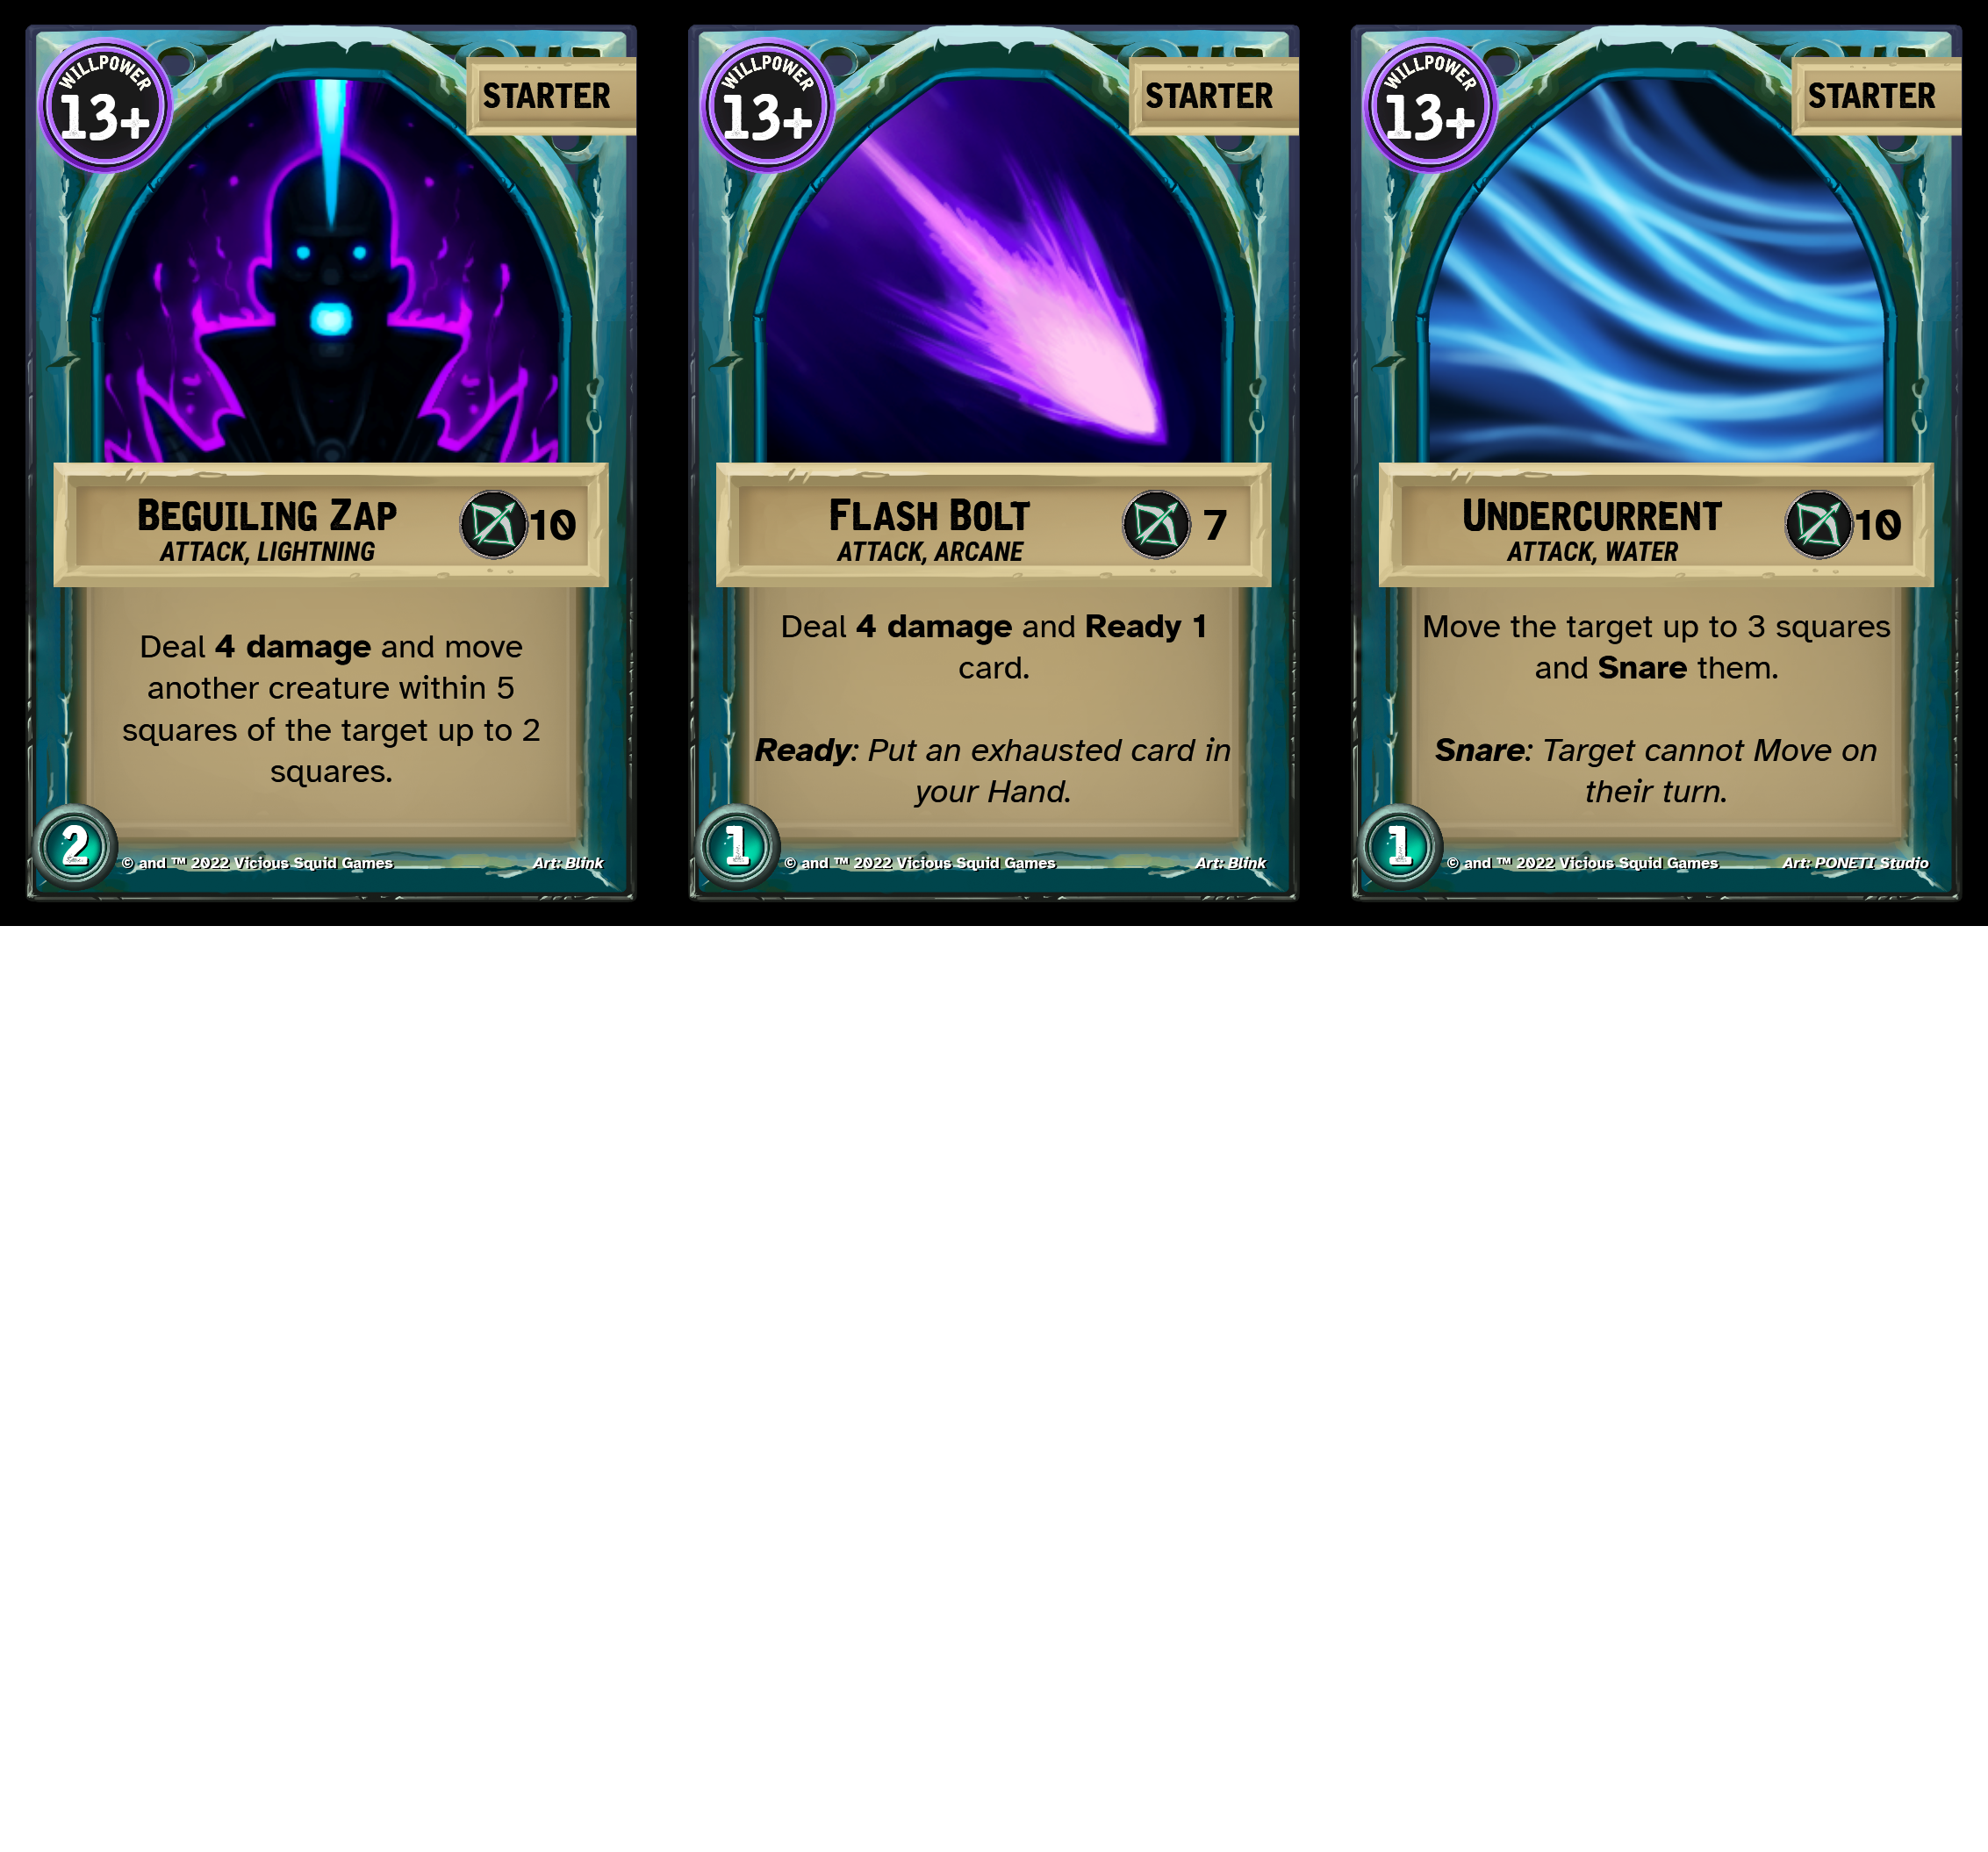 WILLPOWER
13+
STARTER
BEGUILING ZAP
ATTACK, LIGHTNING
10
Deal 4 damage and move
another creature within 5
squares of the target up to 2
squares.
2
© and ™ 2022 Vicious Squid Games
Art: Blink
WILLPOWER
13+
STARTER
FLASH BOLT
ATTACK, ARCANE
7
Deal 4 damage and Ready 1
card.
Ready: Put an exhausted card in
your Hand.
1
© and ™ 2022 Vicious Squid Games
Art: Blink
WILLPOWER
13+
STARTER
UNDERCURRENT
ATTACK, WATER
10
Move the target up to 3 squares
and Snare them.
Snare: Target cannot Move on
their turn.
1
© and ™ 2022 Vicious Squid Games
Art: PONETI Studio